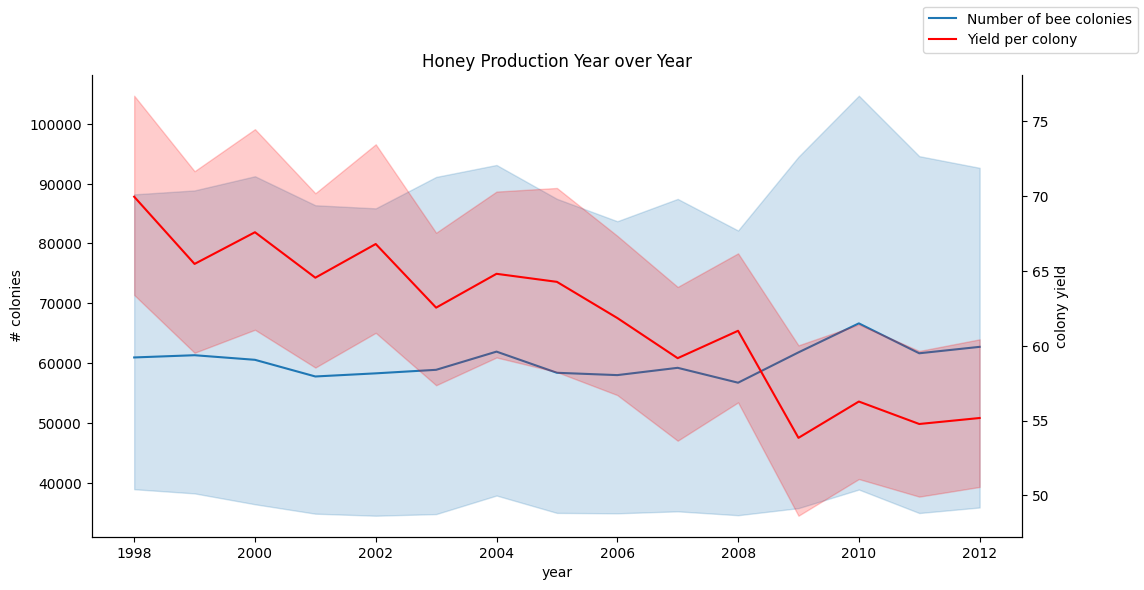 Number of bee colonies
Yield per colony
Honey Production Year over Year
# colonies
100000
90000
80000
70000
60000
50000
40000
75
70
65
60
55
50
colony yield
1998 2000 2002 2004 2006 2008 2010 2012
year